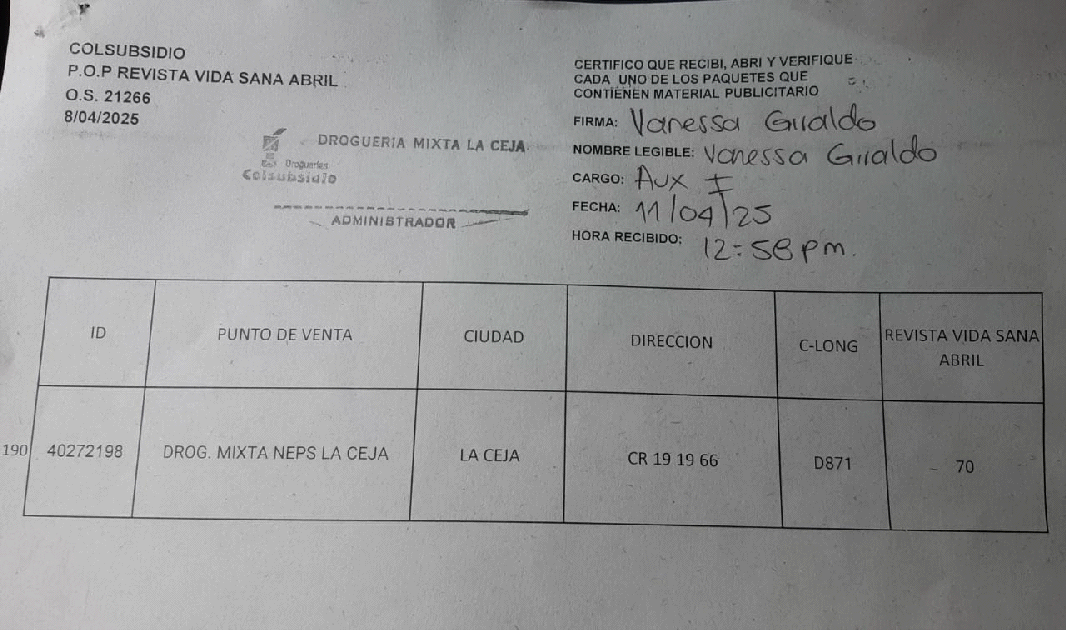 COLSUBSIDIO
P.O.P REVISTA VIDA SANA ABRIL
O.S. 21266
8/04/2025
DROGUERIA MIXTA LA CEJA
Droguerías
Colsubsidio
ADMINISTRADOR
CERTIFICO QUE RECIBI, ABRI Y VERIFIQUE
CADA UNO DE LOS PAQUETES QUE
CONTIENEN MATERIAL PUBLICITARIO
FIRMA: Vanessa Giraldo
NOMBRE LEGIBLE: Vanessa Giraldo
CARGO: Aux I
FECHA: 11/04/25
HORA RECIBIDO: 12:58 pm.
ID PUNTO DE VENTA CIUDAD DIRECCION C-LONG REVISTA VIDA SANA
ABRIL
190 40272198 DROG. MIXTA NEPS LA CEJA LA CEJA CR 19 19 66 D871 70